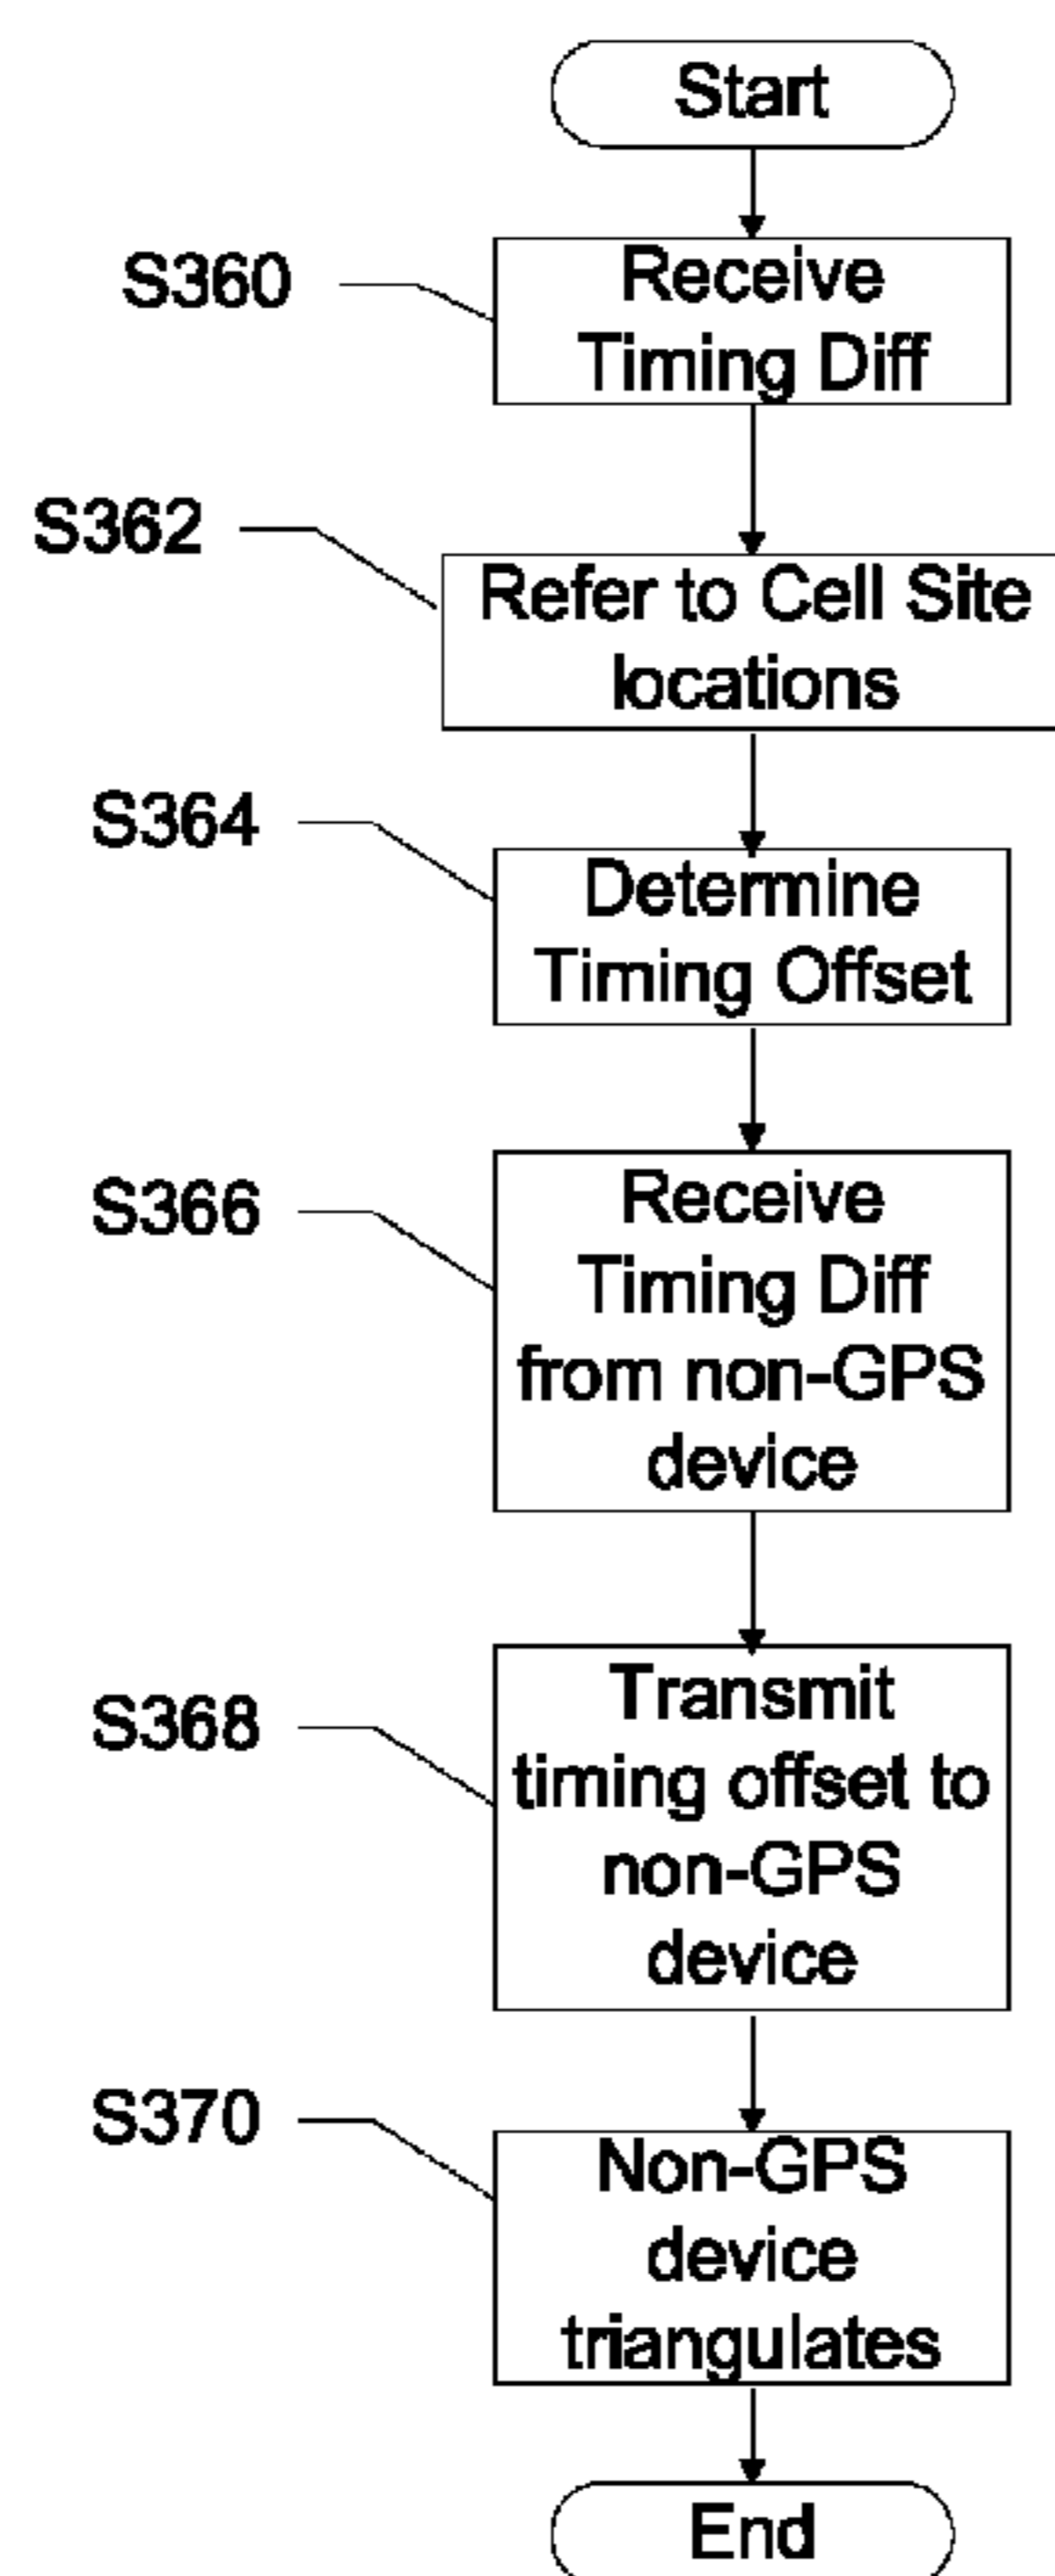 Start
S360
Receive
Timing Diff
S362
Refer to Cell Site
locations
S364
Determine
Timing Offset
S366
Receive
Timing Diff
from non-GPS
device
S368
Transmit
timing offset to
non-GPS
device
S370
Non-GPS
device
triangulates
End